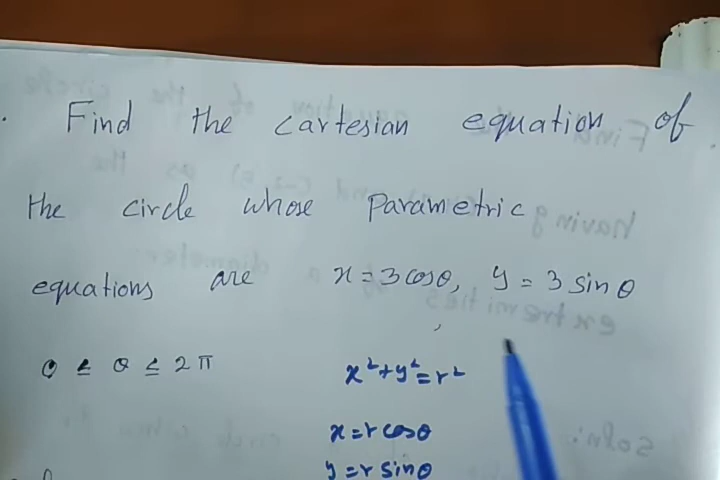 Find the cartesian equation of
the circle whose Parametric
equations are x = 3 cosθ, y = 3 sin θ
0 ≤ θ ≤ 2π
x²+y²=r²
x=r cosθ
y=r sinθ